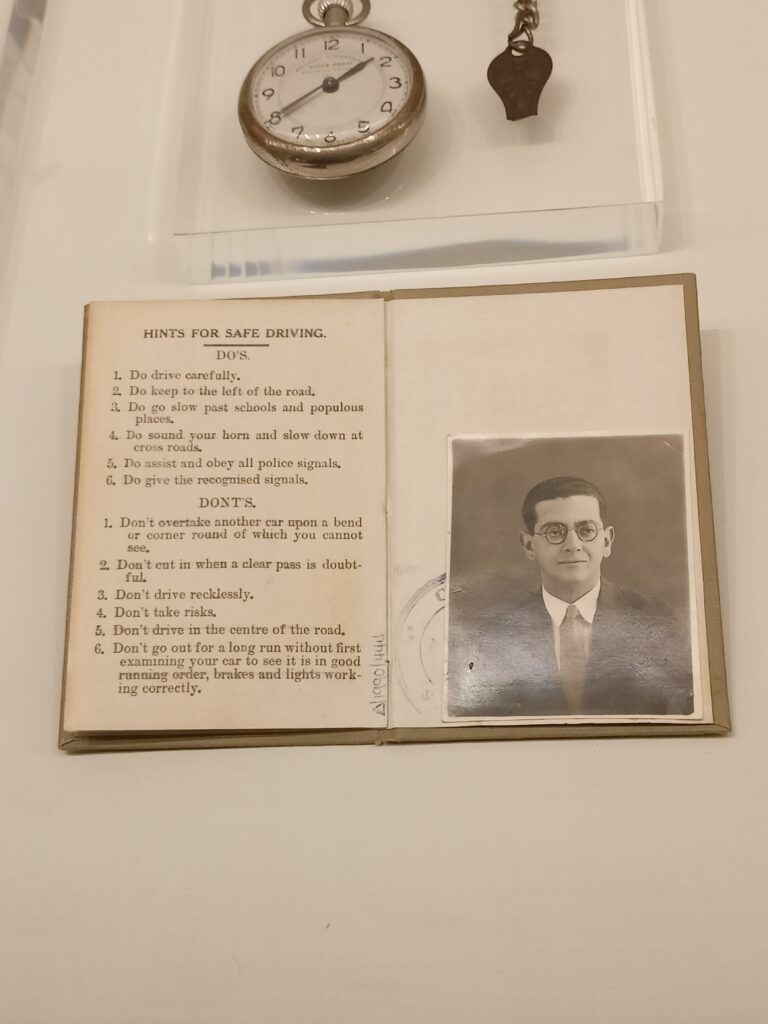 11 12 1
10 2
9 3
8 4
7 6 5
HINTS FOR SAFE DRIVING.
DO'S.
1. Do drive carefully.
2. Do keep to the left of the road.
3. Do go slow past schools and populous
places.
4. Do sound your horn and slow down at
cross roads.
5. Do assist and obey all police signals.
6. Do give the recognised signals.
DONT'S.
1. Don't overtake another car upon a bend
or corner round of which you cannot
see.
2. Don't cut in when a clear pass is doubt-
ful.
3. Don't drive recklessly.
4. Don't take risks.
5. Don't drive in the centre of the road.
6. Don't go out for a long run without first
examining your car to see it is in good
running order, brakes and lights work-
ing correctly.